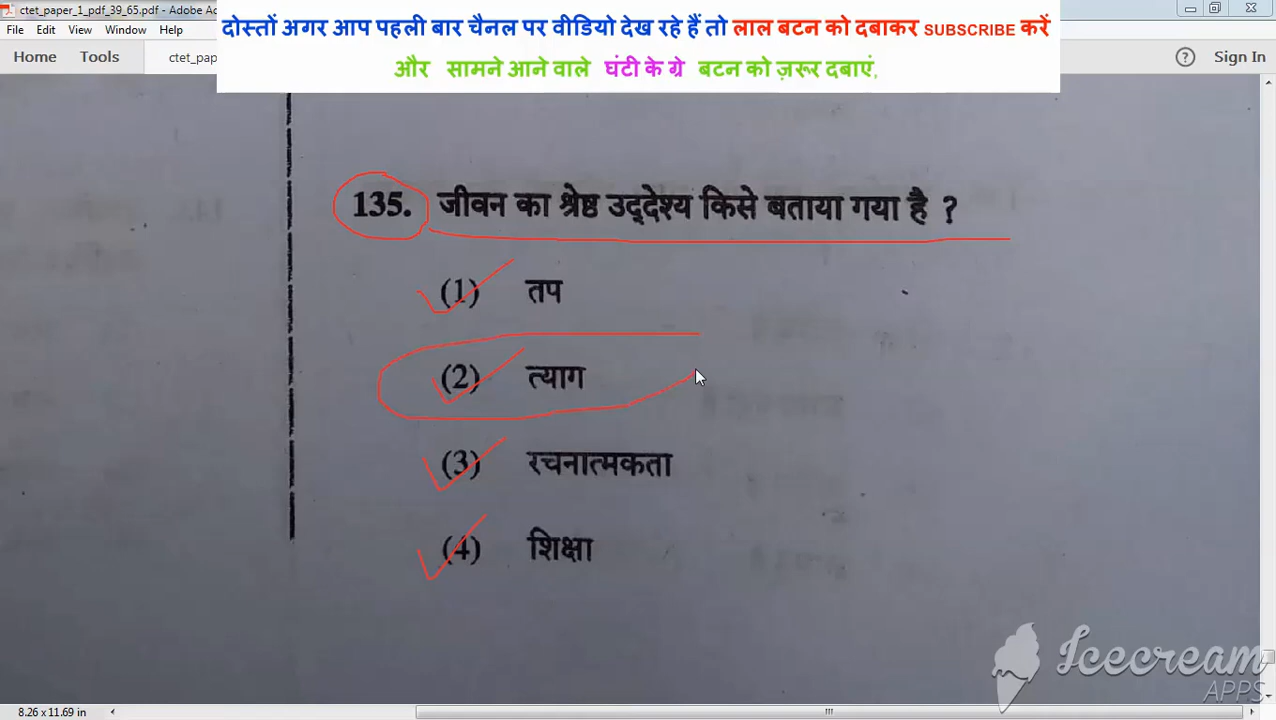 ctet_paper_1_pdf_39_65.pdf - Adobe Ac
File Edit View Window Help
दोस्तों अगर आप पहली बार चैनल पर वीडियो देख रहे हैं तो लाल बटन को दबाकर SUBSCRIBE करें
और सामने आने वाले घंटी के ग्रे बटन को ज़रूर दबाएं,
Home Tools ctet_pap Sign In
135. जीवन का श्रेष्ठ उद्देश्य किसे बताया गया है ?
(1) तप
(2) त्याग
(3) रचनात्मकता
(4) शिक्षा
Icecream
APPS
8.26 x 11.69 in